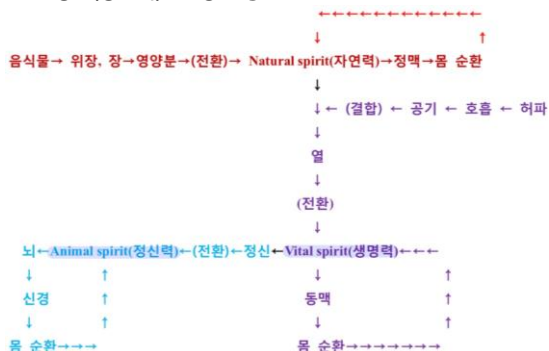 ←←←←←←←←←←←←
↓ ↑
음식물→ 위장, 장→영양분→(전환)→ Natural spirit(자연력)→정맥→몸 순환
↓
↓← (결합) ← 공기 ← 호흡 ← 허파
↓
열
↓
(전환)
↓
뇌←Animal spirit(정신력)←(전환)←정신←Vital spirit(생명력)←←←
↓ ↑ ↓ ↑
신경 ↑ 동맥 ↑
↓ ↑ ↓ ↑
몸 순환→→→ 몸 순환→→→→→→→